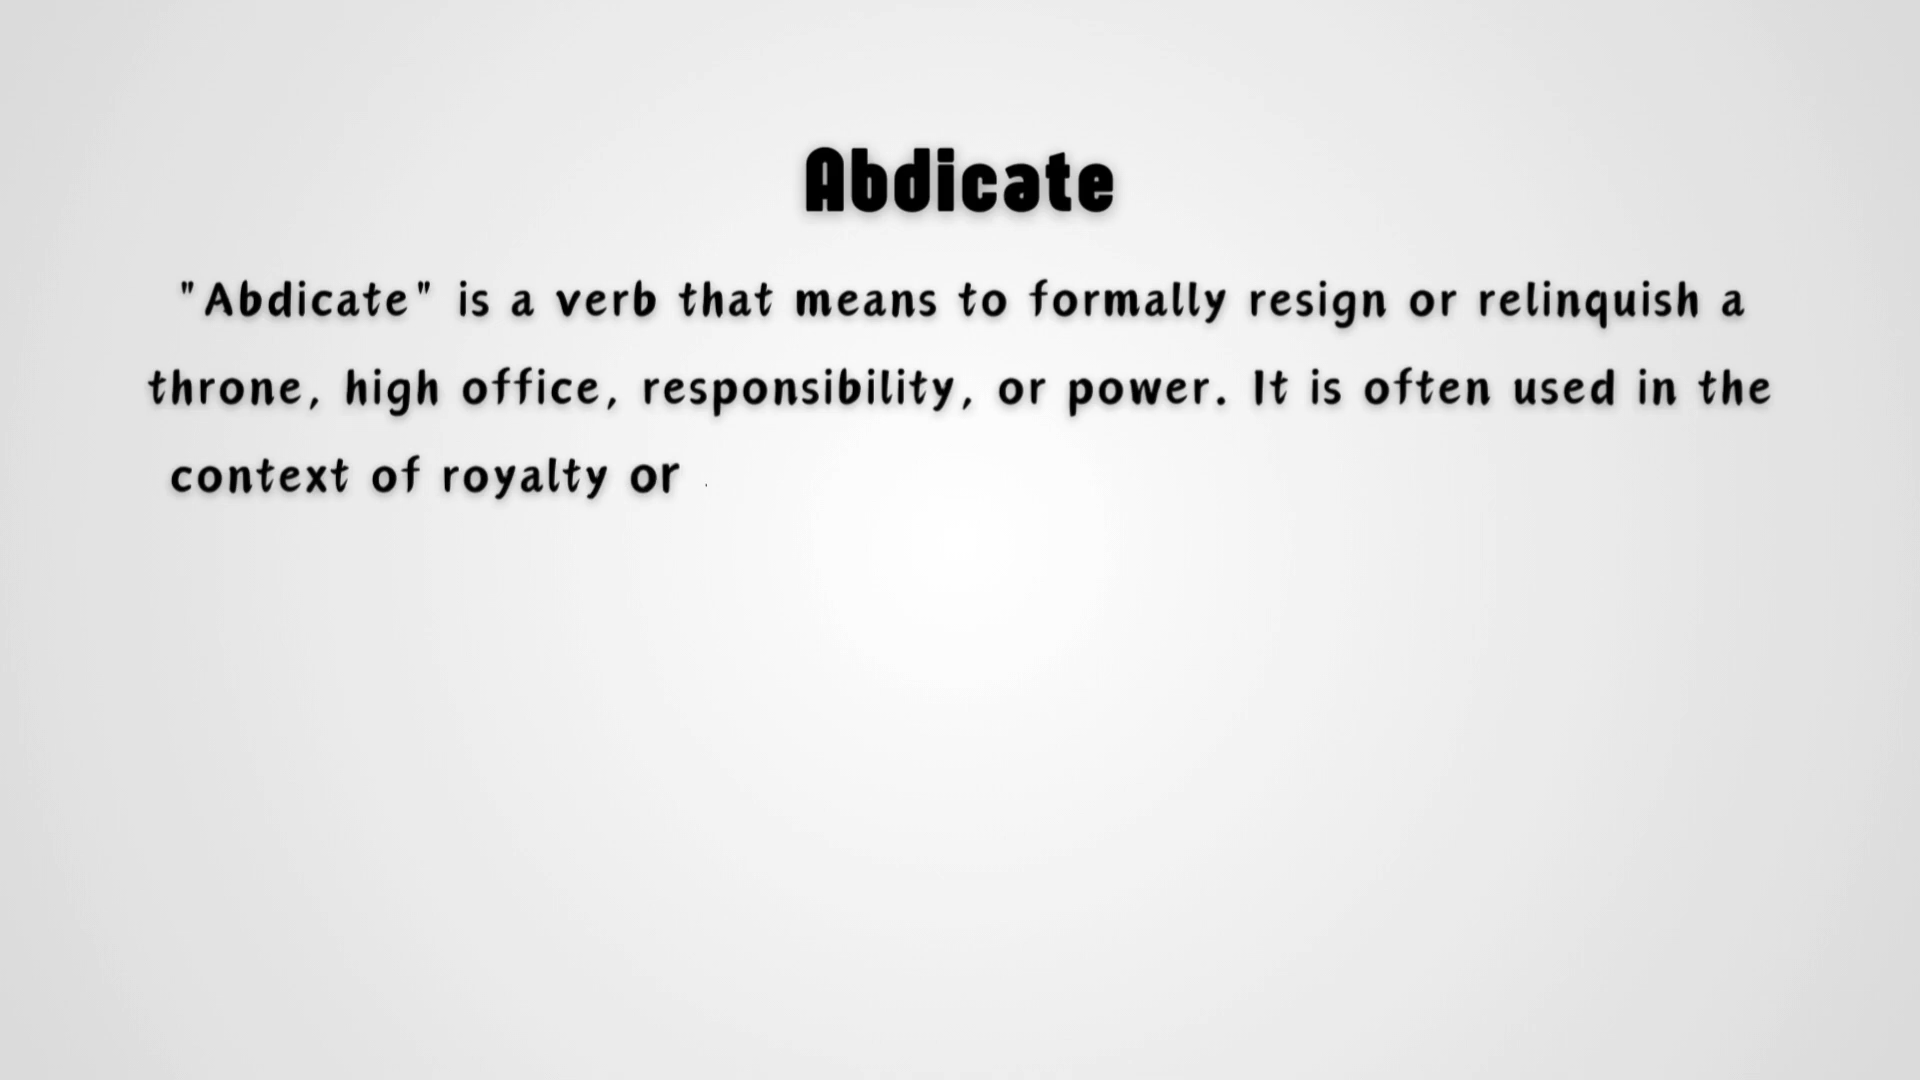 Abdicate
"Abdicate" is a verb that means to formally resign or relinquish a
throne, high office, responsibility, or power. It is often used in the
context of royalty or